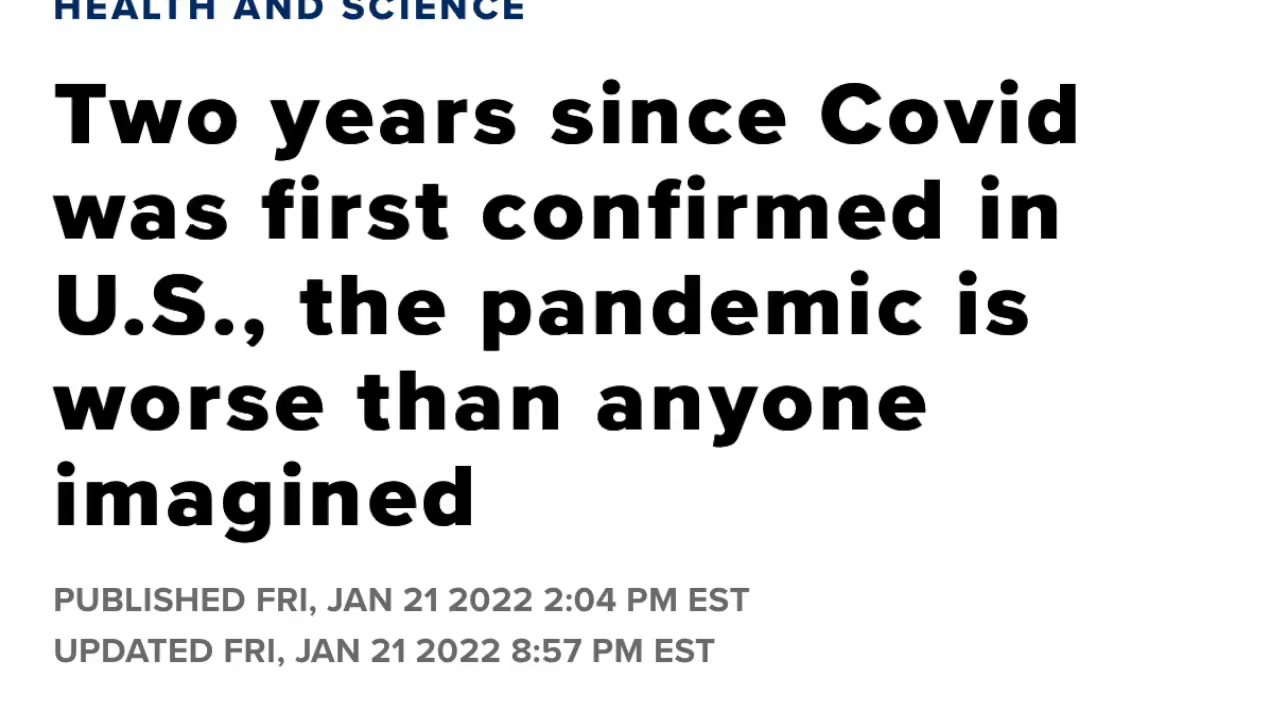 HEALTH AND SCIENCE
Two years since Covid
was first confirmed in
U.S., the pandemic is
worse than anyone
imagined
PUBLISHED FRI, JAN 21 2022 2:04 PM EST
UPDATED FRI, JAN 21 2022 8:57 PM EST